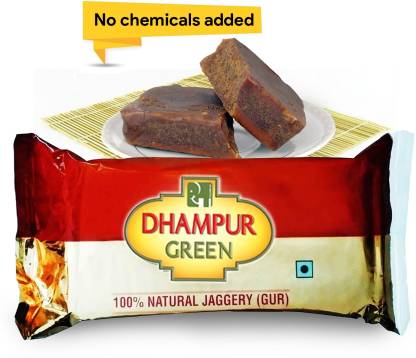 No chemicals added
DHAMPUR
GREEN
100% NATURAL JAGGERY (GUR)